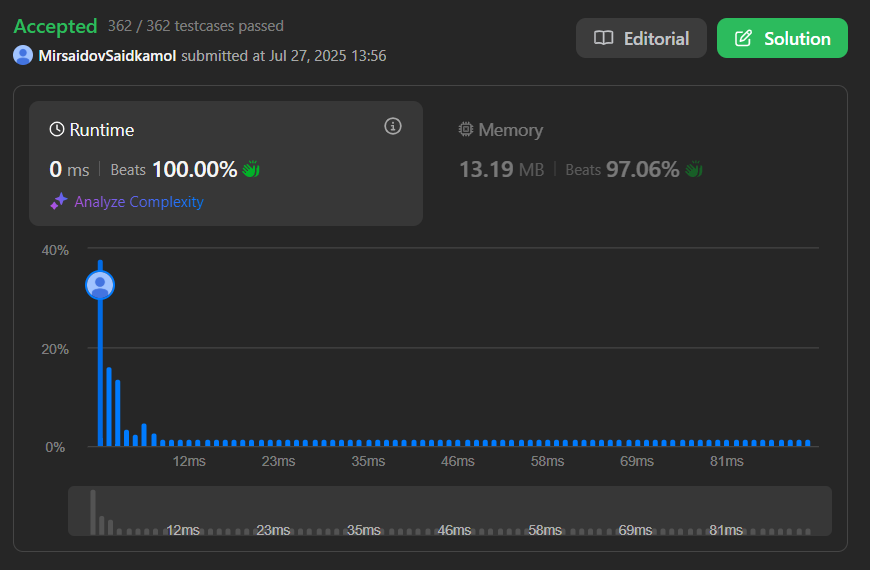 Accepted 362 / 362 testcases passed
MirsaidovSaidkamol submitted at Jul 27, 2025 13:56
Editorial
Solution
Runtime
0 ms | Beats 100.00%
Analyze Complexity
Memory
13.19 MB | Beats 97.06%
40%
20%
0%
12ms 23ms 35ms 46ms 58ms 69ms 81ms
12ms 23ms 35ms 46ms 58ms 69ms 81ms